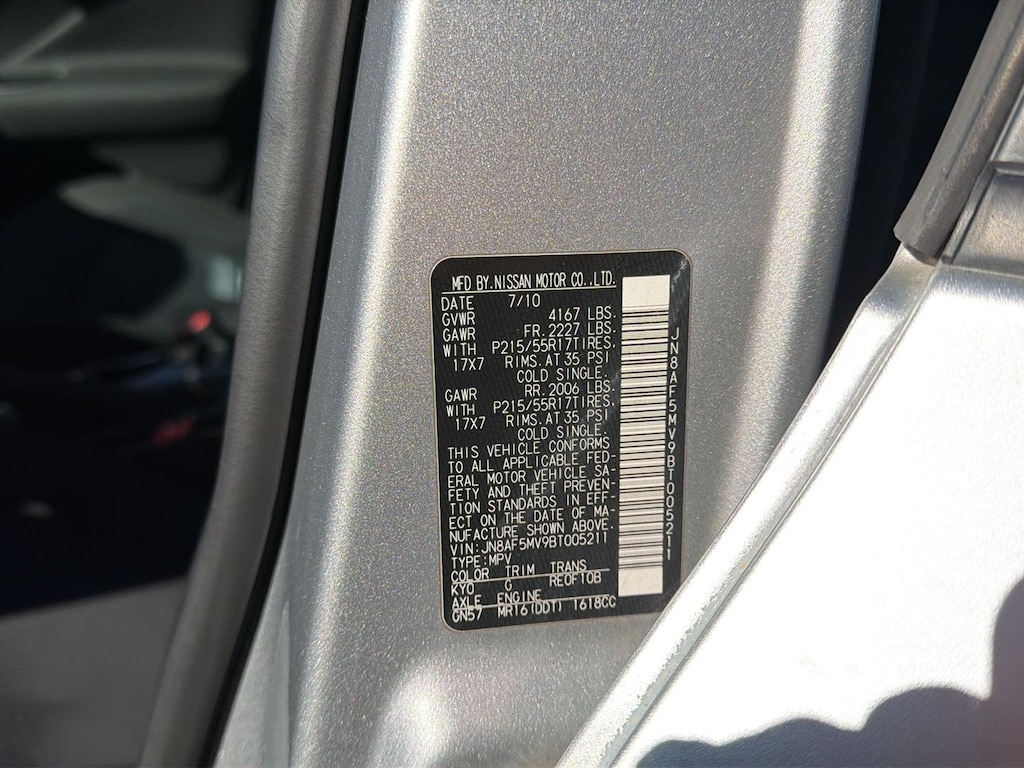 MFD BY.NISSAN MOTOR CO.,LTD.
DATE 7/10
GVWR 4167 LBS.
GAWR FR.2227 LBS.
WITH P215/55R17TIRES.
17X7 RIMS.AT 35 PSI
COLD SINGLE.
GAWR RR.2006 LBS.
WITH P215/55R17TIRES.
17X7 RIMS.AT 35 PSI
COLD SINGLE.
THIS VEHICLE CONFORMS
TO ALL APPLICABLE FED-
ERAL MOTOR VEHICLE SA-
FETY AND THEFT PREVEN-
TION STANDARDS IN EFF-
ECT ON THE DATE OF MA-
NUFACTURE SHOWN ABOVE.
VIN:JN8AF5MV9BT005211
TYPE:MPV
COLOR TRIM TRANS
KY0 G RE0F10B
AXLE ENGINE
GN57 MR16(DDT) 1618CC
JN8AF5MV9BT005211